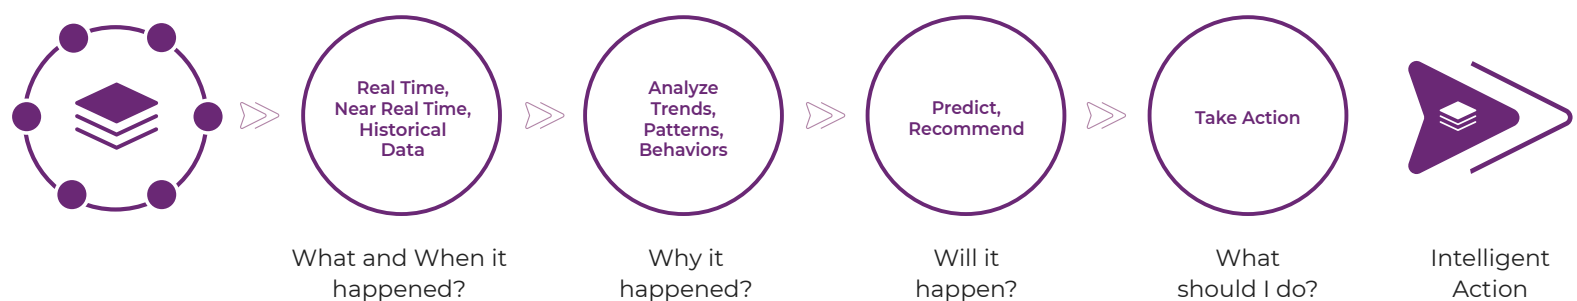 Real Time,
Near Real Time,
Historical
Data
Analyze
Trends,
Patterns,
Behaviors
Predict,
Recommend
Take Action
What and When it
happened?
Why it
happened?
Will it
happen?
What
should I do?
Intelligent
Action